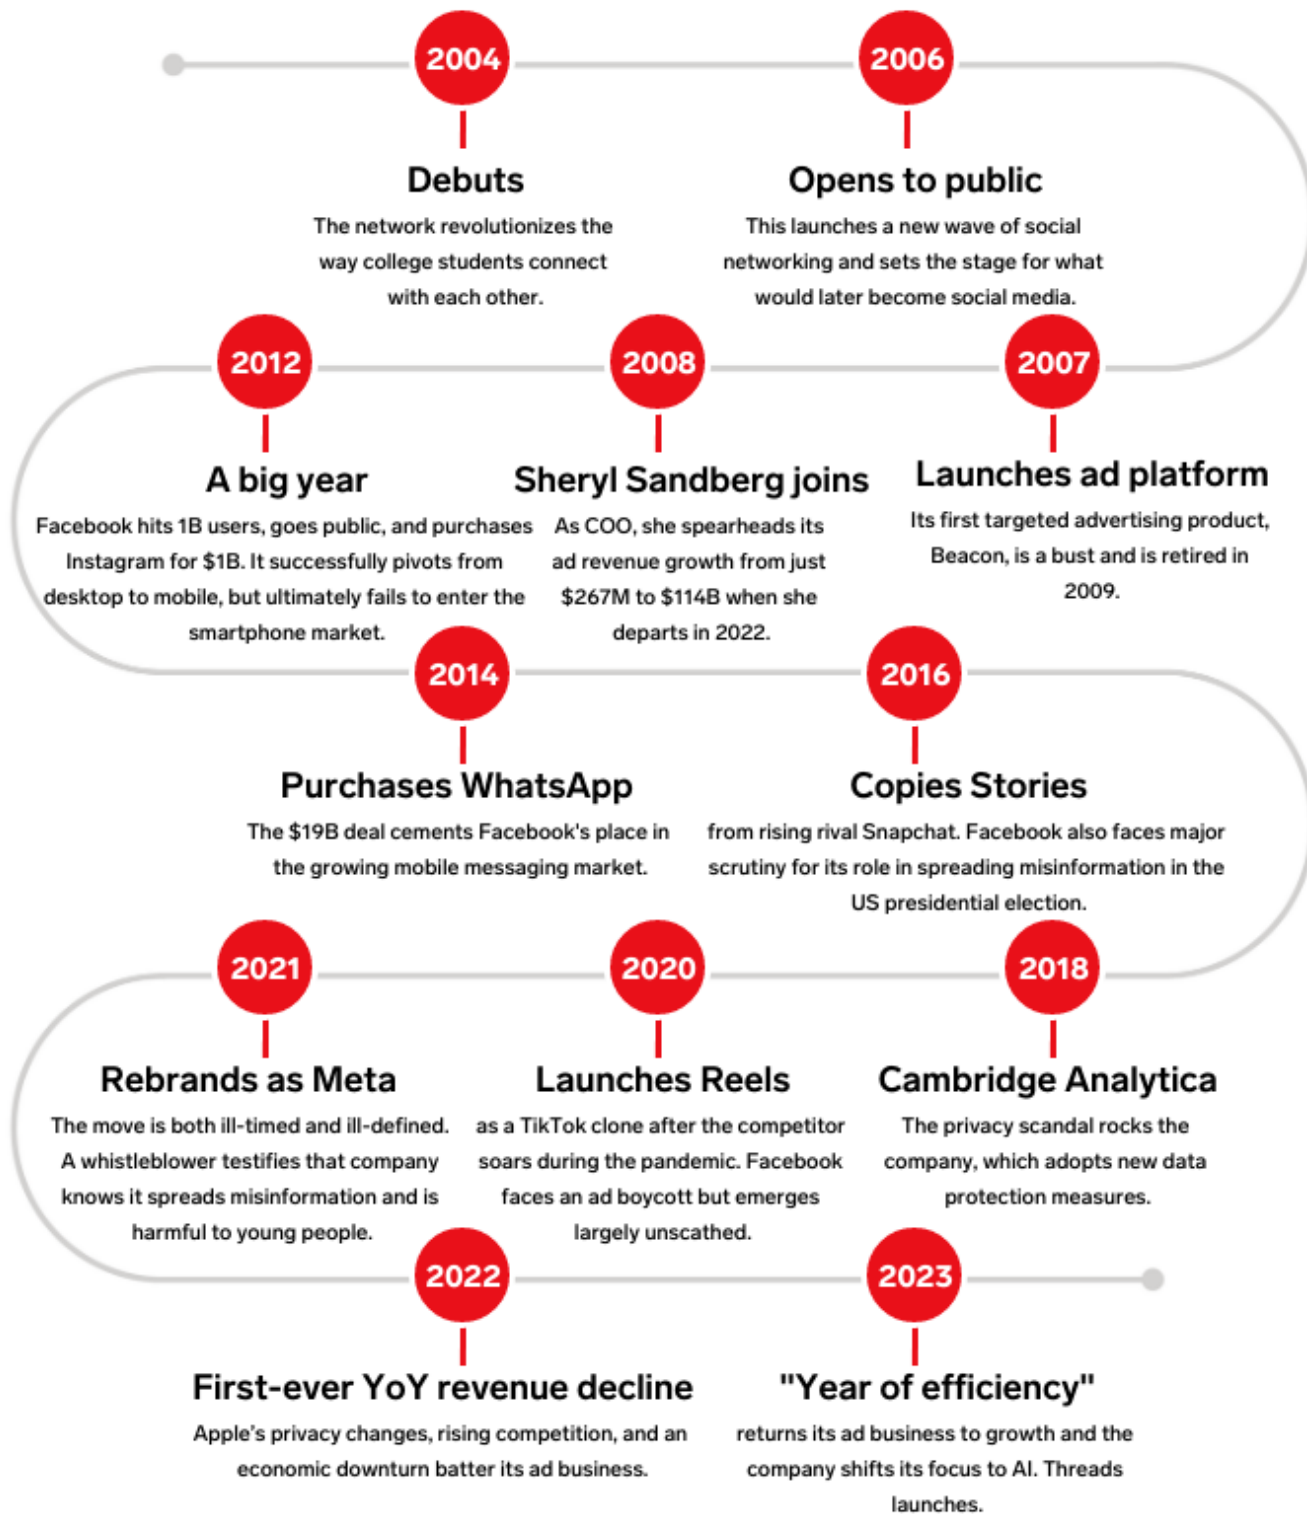 2004
Debuts
The network revolutionizes the
way college students connect
with each other.
2006
Opens to public
This launches a new wave of social
networking and sets the stage for what
would later become social media.
2007
Launches ad platform
Its first targeted advertising product,
Beacon, is a bust and is retired in
2009.
2008
Sheryl Sandberg joins
As COO, she spearheads its
ad revenue growth from just
$267M to $114B when she
departs in 2022.
2012
A big year
Facebook hits 1B users, goes public, and purchases
Instagram for $1B. It successfully pivots from
desktop to mobile, but ultimately fails to enter the
smartphone market.
2014
Purchases WhatsApp
The $19B deal cements Facebook's place in
the growing mobile messaging market.
2016
Copies Stories
from rising rival Snapchat. Facebook also faces major
scrutiny for its role in spreading misinformation in the
US presidential election.
2018
Cambridge Analytica
The privacy scandal rocks the
company, which adopts new data
protection measures.
2020
Launches Reels
as a TikTok clone after the competitor
soars during the pandemic. Facebook
faces an ad boycott but emerges
largely unscathed.
2021
Rebrands as Meta
The move is both ill-timed and ill-defined.
A whistleblower testifies that company
knows it spreads misinformation and is
harmful to young people.
2022
First-ever YoY revenue decline
Apple's privacy changes, rising competition, and an
economic downturn batter its ad business.
2023
"Year of efficiency"
returns its ad business to growth and the
company shifts its focus to AI. Threads
launches.